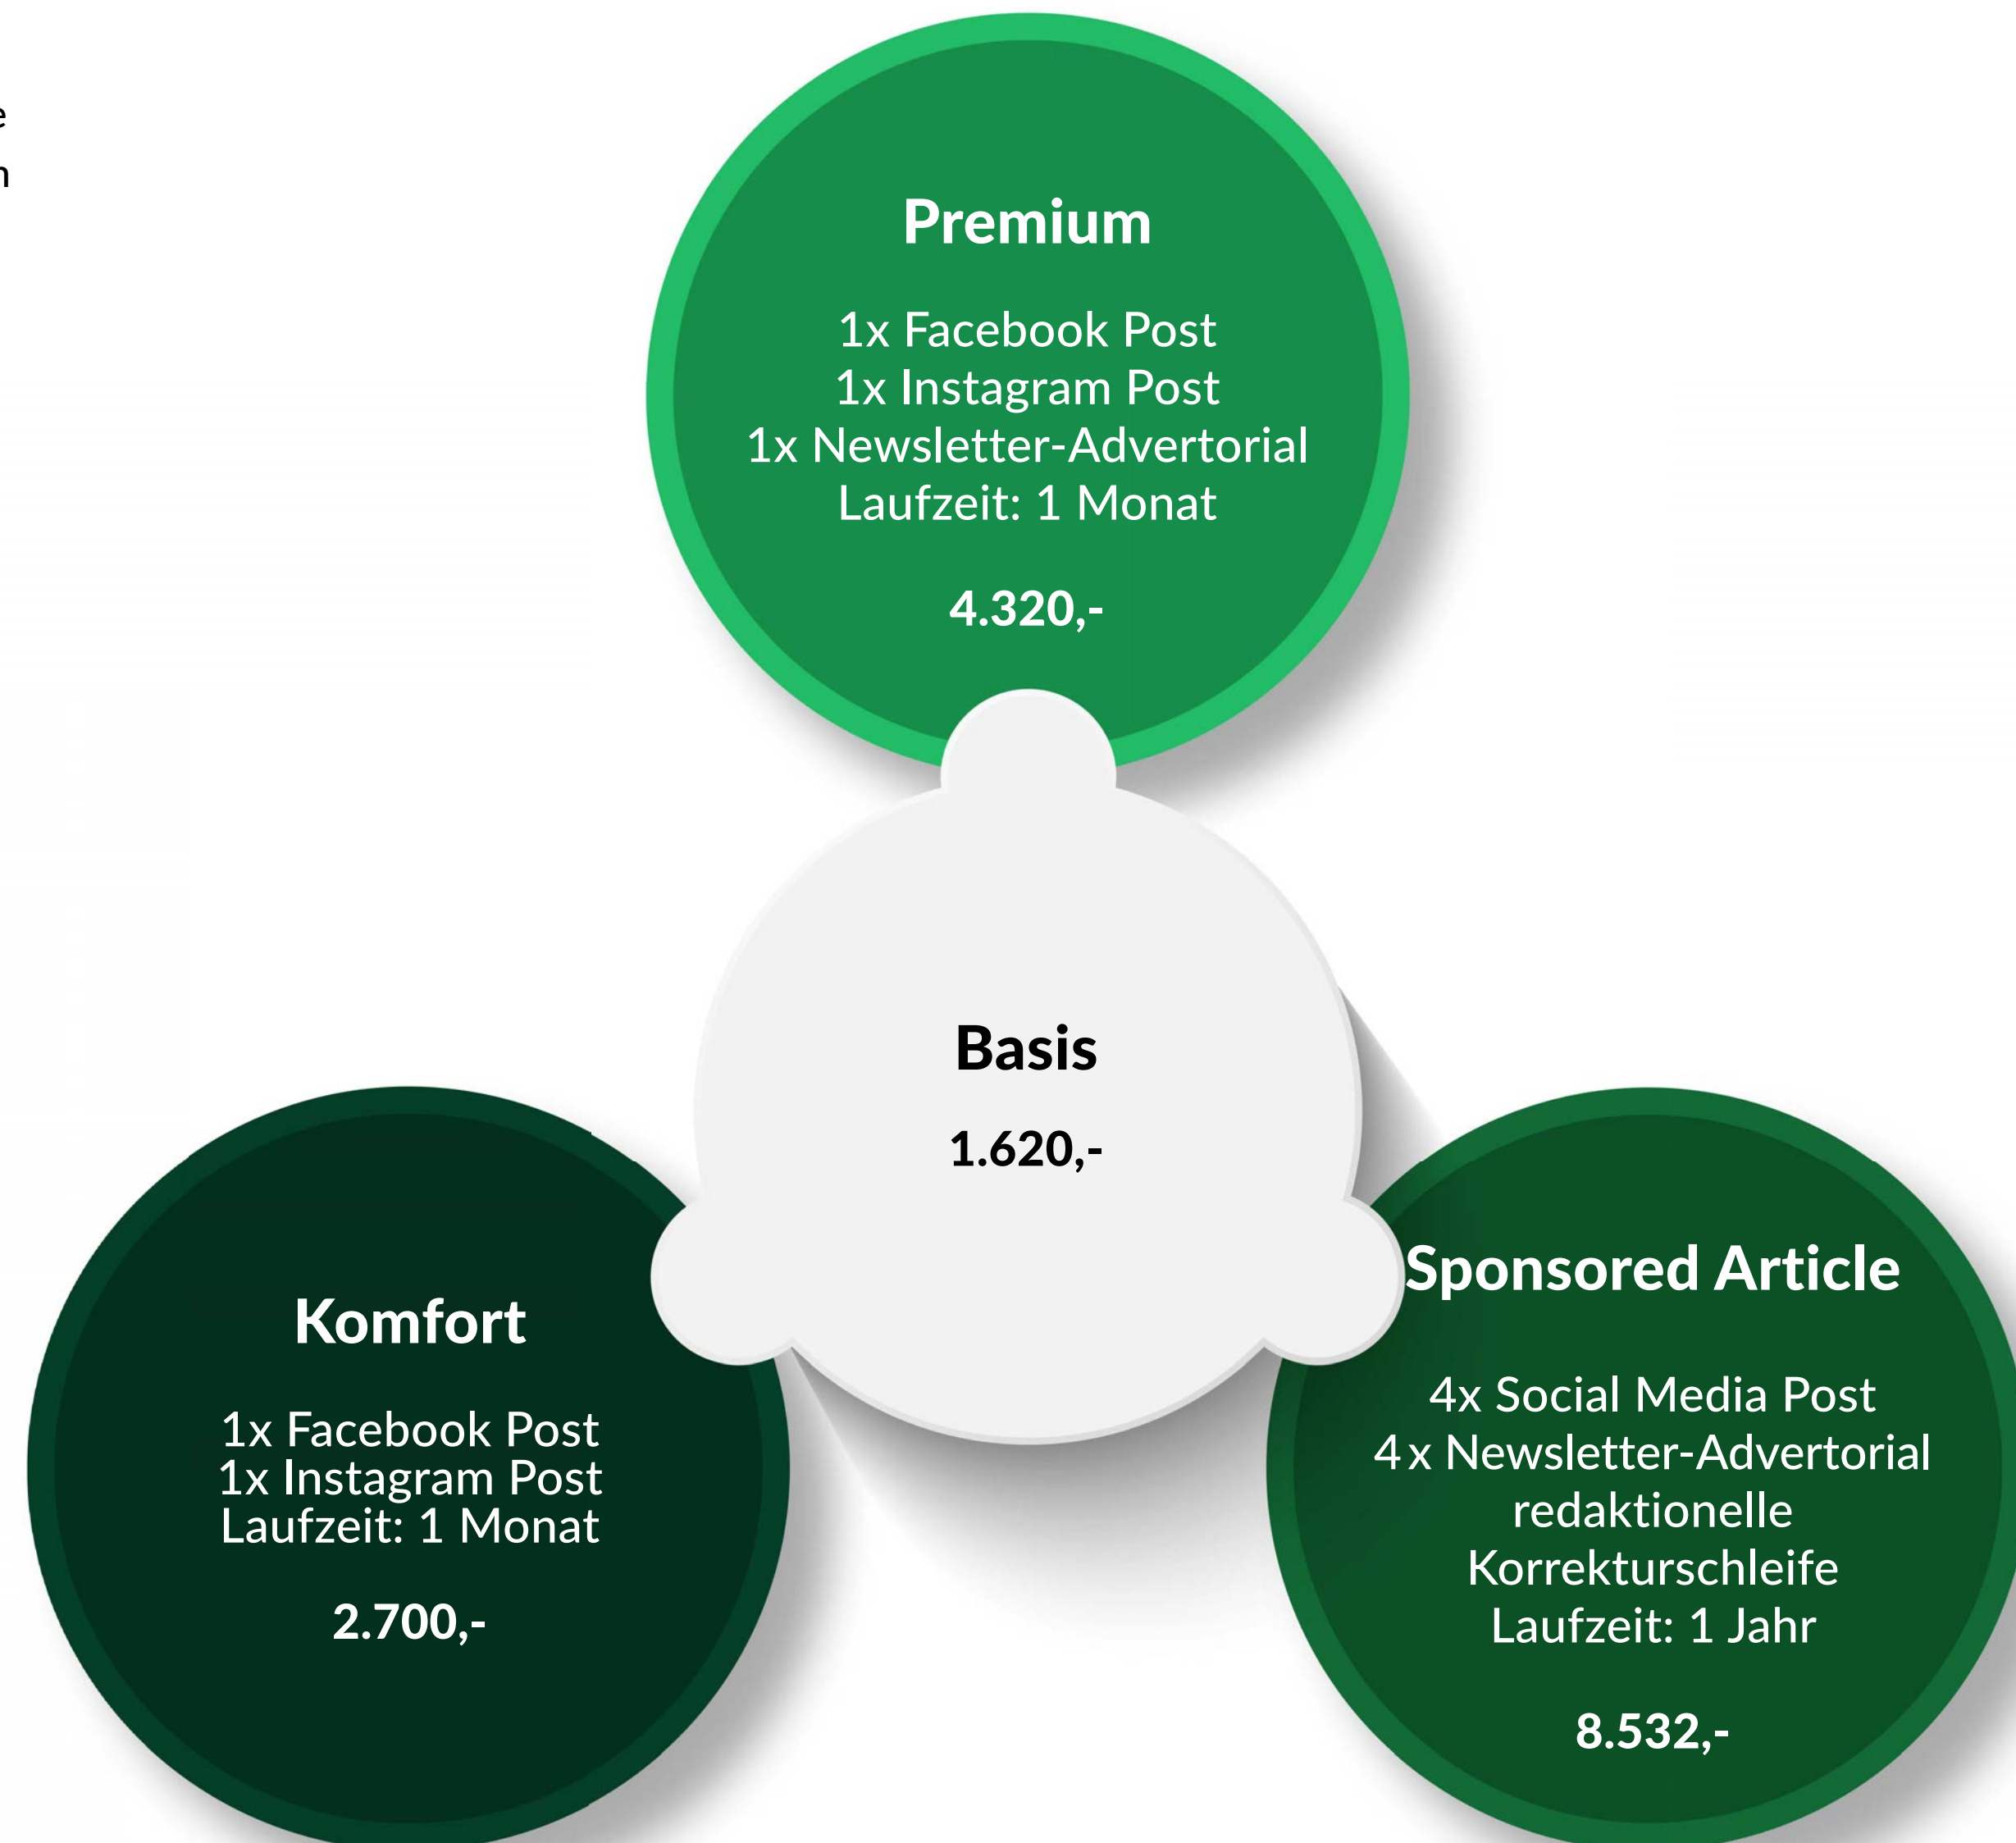 Premium
1x Facebook Post
1x Instagram Post
1x Newsletter-Advertorial
Laufzeit: 1 Monat
4.320,-
Basis
1.620,-
Komfort
1x Facebook Post
1x Instagram Post
Laufzeit: 1 Monat
2.700,-
Sponsored Article
4x Social Media Post
4 x Newsletter-Advertorial
redaktionelle
Korrekturschleife
Laufzeit: 1 Jahr
8.532,-